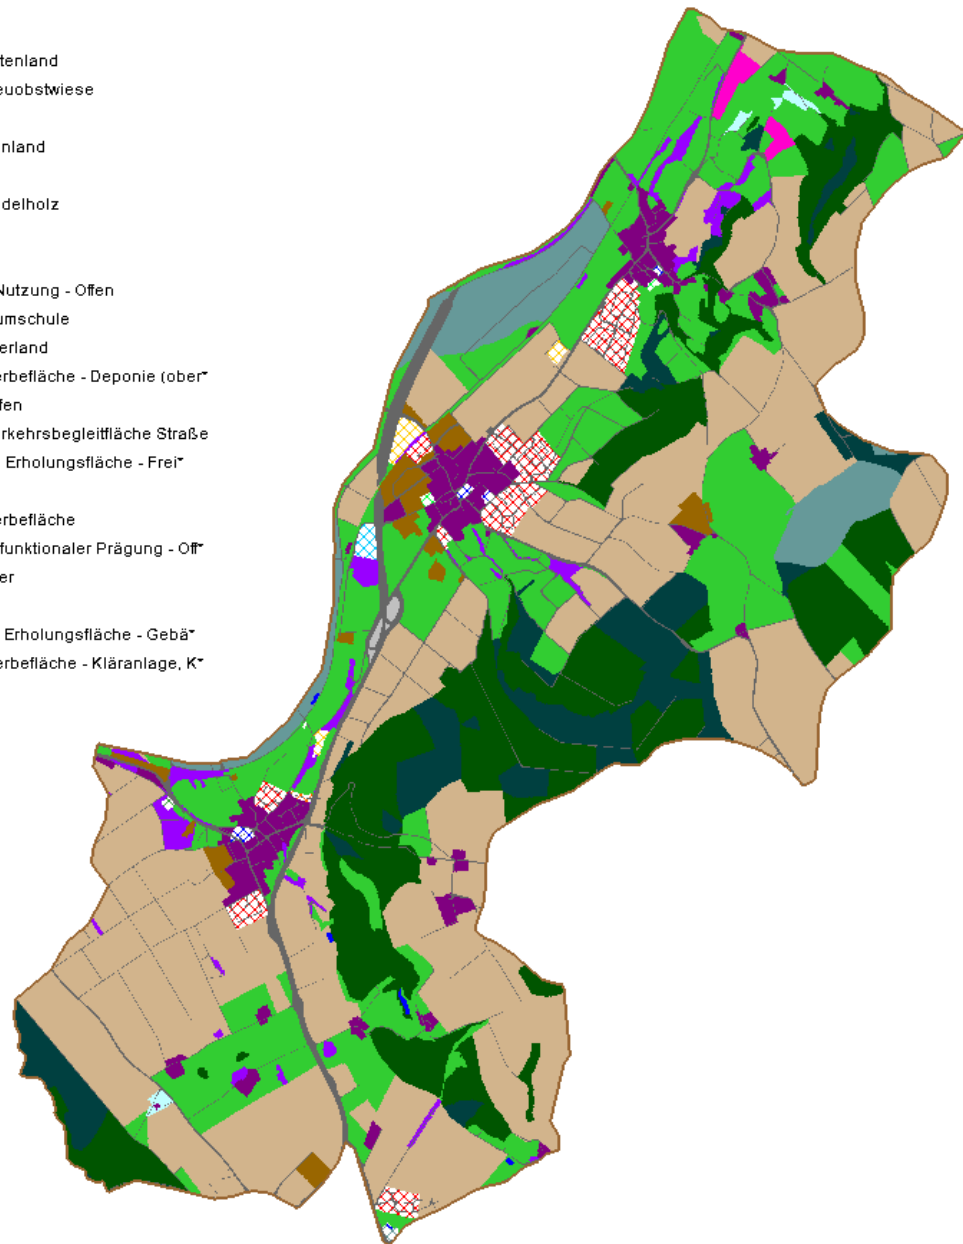 tenland
euobstwiese
nland
delholz
Nutzung - Offen
umschule
erland
erbefläche - Deponie (ober*
ffen
rkehrsbegleitfläche Straße
Erholungsfläche - Frei*
erbefläche
funktionaler Prägung - Off*
er
Erholungsfläche - Gebä*
erbefläche - Kläranlage, K*